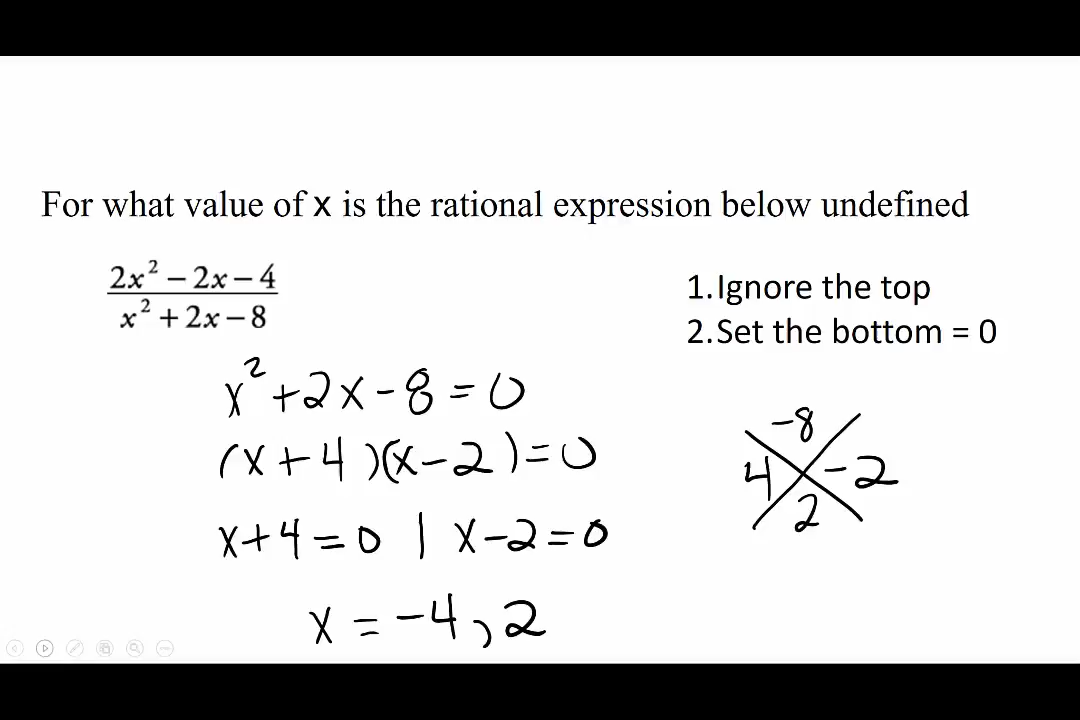 For what value of x is the rational expression below undefined
2x² − 2x − 4
x² + 2x − 8
1. Ignore the top
2. Set the bottom = 0
x² + 2x − 8 = 0
(x + 4)(x − 2) = 0
x + 4 = 0 | x − 2 = 0
x = −4, 2
−8
4 −2
2